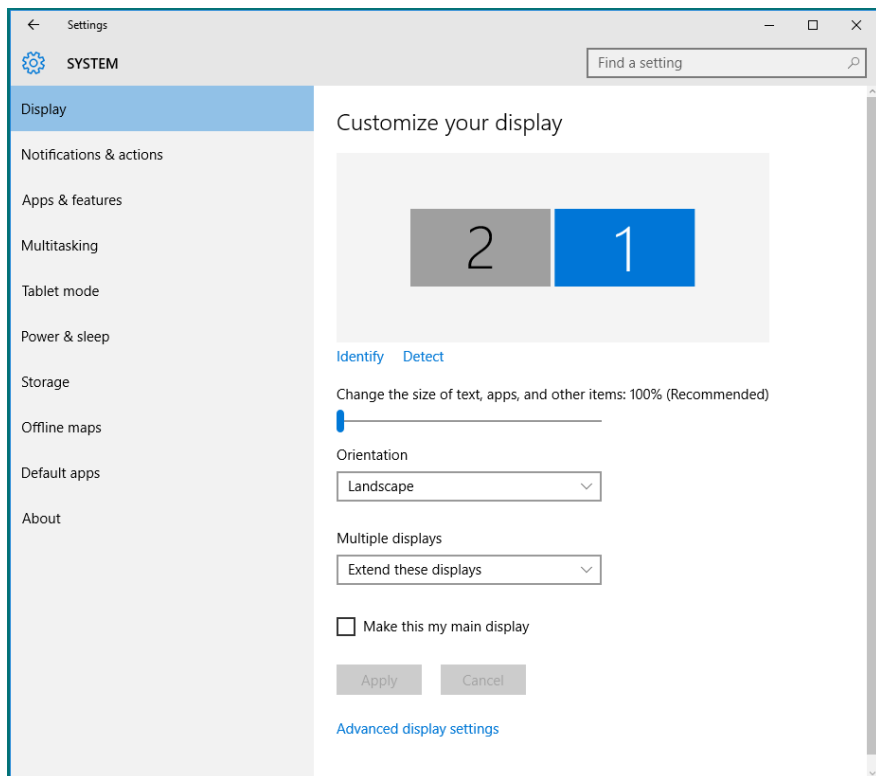 Settings
SYSTEM
Find a setting
Display
Notifications & actions
Apps & features
Multitasking
Tablet mode
Power & sleep
Storage
Offline maps
Default apps
About
Customize your display
2 1
Identify Detect
Change the size of text, apps, and other items: 100% (Recommended)
Orientation
Landscape
Multiple displays
Extend these displays
Make this my main display
Apply Cancel
Advanced display settings